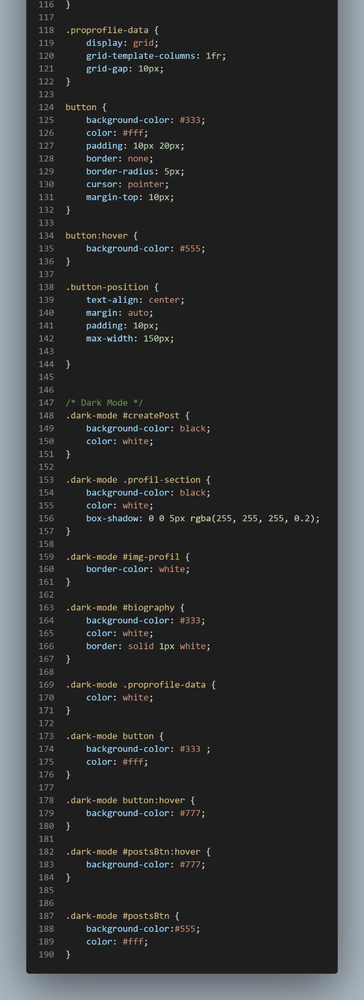 116 }
117
118 .proproflie-data {
119     display: grid;
120     grid-template-columns: 1fr;
121     grid-gap: 10px;
122 }
123
124 button {
125     background-color: #333;
126     color: #fff;
127     padding: 10px 20px;
128     border: none;
129     border-radius: 5px;
130     cursor: pointer;
131     margin-top: 10px;
132 }
133
134 button:hover {
135     background-color: #555;
136 }
137
138 .button-position {
139     text-align: center;
140     margin: auto;
141     padding: 10px;
142     max-width: 150px;
143
144 }
145
146
147 /* Dark Mode */
148 .dark-mode #createPost {
149     background-color: black;
150     color: white;
151 }
152
153 .dark-mode .profil-section {
154     background-color: black;
155     color: white;
156     box-shadow: 0 0 5px rgba(255, 255, 255, 0.2);
157 }
158
159 .dark-mode #img-profil {
160     border-color: white;
161 }
162
163 .dark-mode #biography {
164     background-color: #333;
165     color: white;
166     border: solid 1px white;
167 }
168
169 .dark-mode .proprofile-data {
170     color: white;
171 }
172
173 .dark-mode button {
174     background-color: #333 ;
175     color: #fff;
176 }
177
178 .dark-mode button:hover {
179     background-color: #777;
180 }
181
182 .dark-mode #postsBtn:hover {
183     background-color: #777;
184 }
185
186
187 .dark-mode #postsBtn {
188     background-color:#555;
189     color: #fff;
190 }